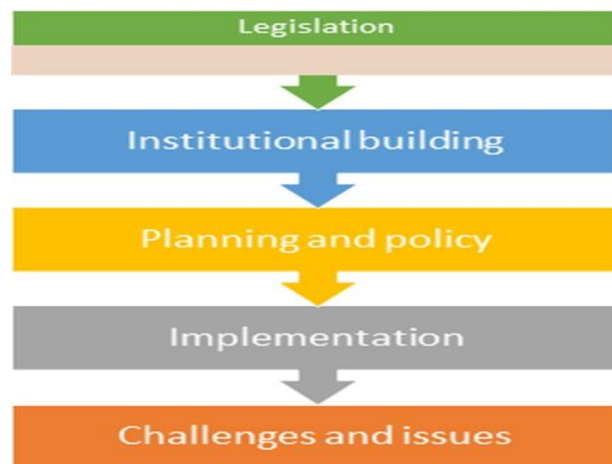 Legislation
Institutional building
Planning and policy
Implementation
Challenges and issues